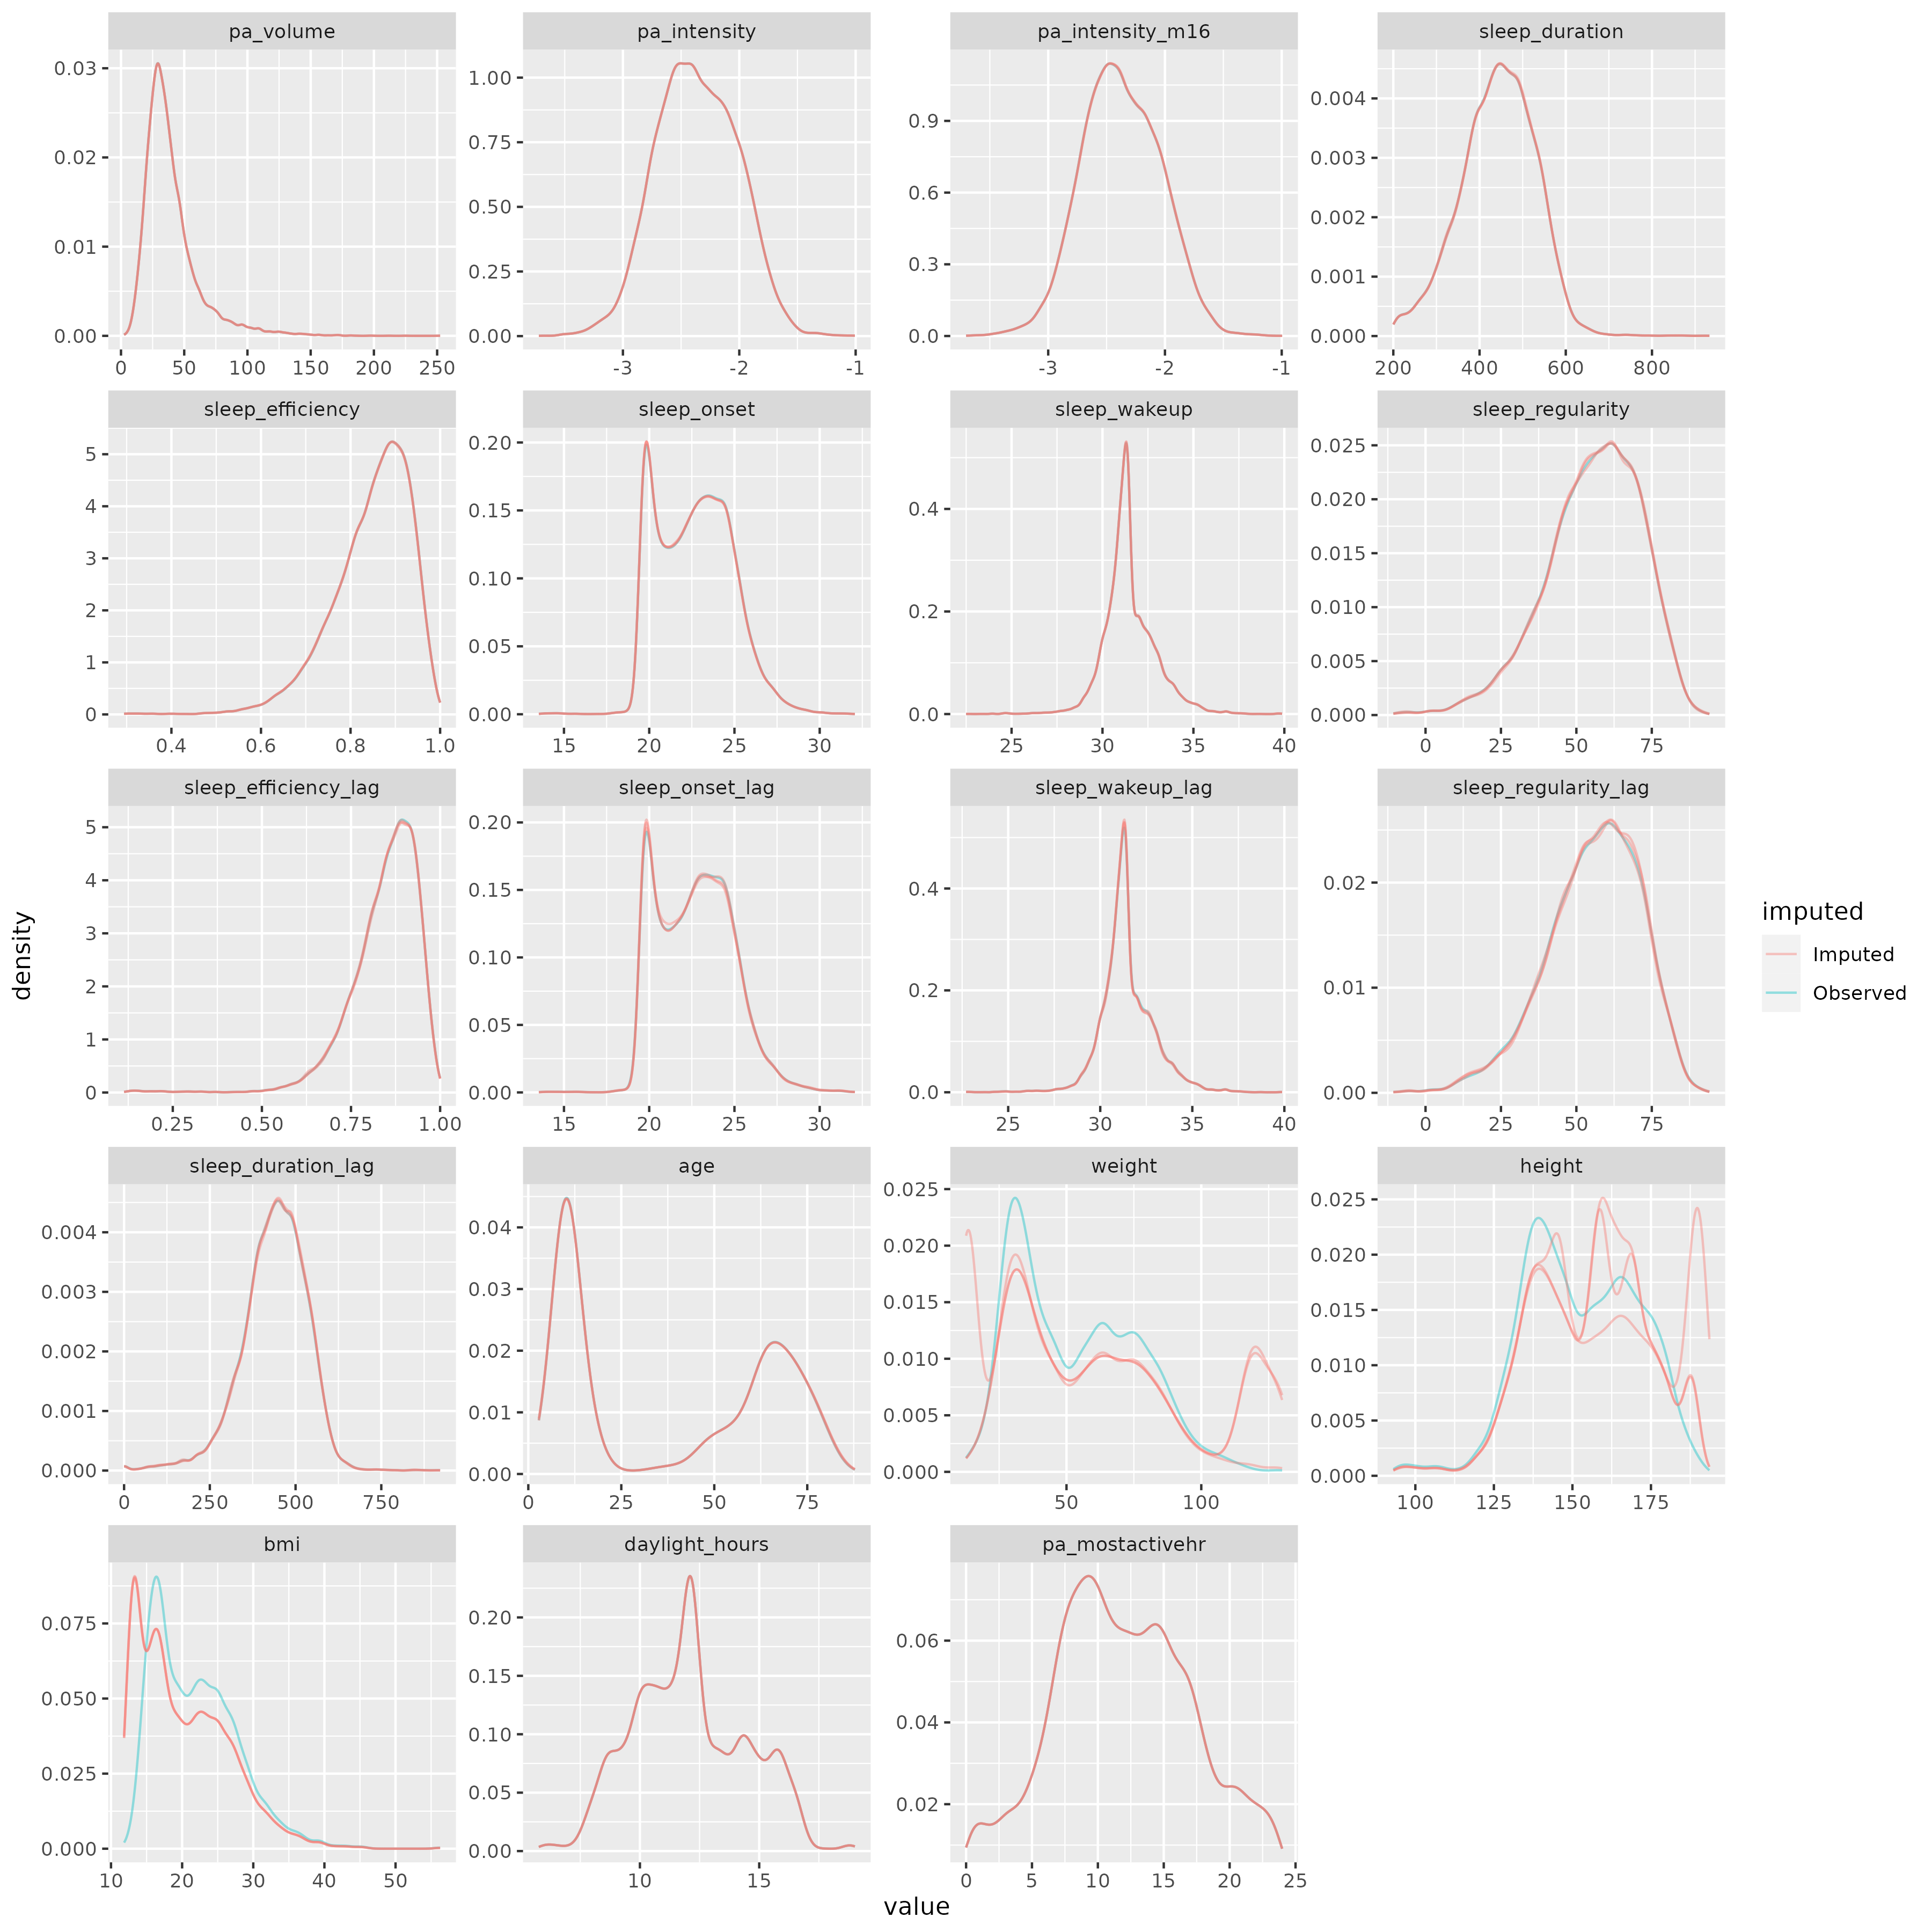 pa_volume pa_intensity pa_intensity_m16 sleep_duration
0.03 0.02 0.01 0.00
1.00 0.75 0.50 0.25 0.00
0.9 0.6 0.3 0.0
0.004 0.003 0.002 0.001 0.000
0 50 100 150 200 250 -3 -2 -1 -3 -2 -1 200 400 600 800
sleep_efficiency sleep_onset sleep_wakeup sleep_regularity
5 4 3 2 1 0
0.20 0.15 0.10 0.05 0.00
0.4 0.2 0.0
0.025 0.020 0.015 0.010 0.005 0.000
0.4 0.6 0.8 1.0 15 20 25 30 25 30 35 40 0 25 50 75
sleep_efficiency_lag sleep_onset_lag sleep_wakeup_lag sleep_regularity_lag
5 4 3 2 1 0
0.20 0.15 0.10 0.05 0.00
0.4 0.2 0.0
0.02 0.01 0.00
0.25 0.50 0.75 1.00 15 20 25 30 25 30 35 40 0 25 50 75
density
imputed
Imputed
Observed
sleep_duration_lag age weight height
0.004 0.003 0.002 0.001 0.000
0.04 0.03 0.02 0.01 0.00
0.025 0.020 0.015 0.010 0.005 0.000
0.025 0.020 0.015 0.010 0.005 0.000
0 250 500 750 0 25 50 75 50 100 100 125 150 175
bmi daylight_hours pa_mostactivehr
0.075 0.050 0.025 0.000
0.20 0.15 0.10 0.05 0.00
0.06 0.04 0.02
10 20 30 40 50 10 15 0 5 10 15 20 25
value